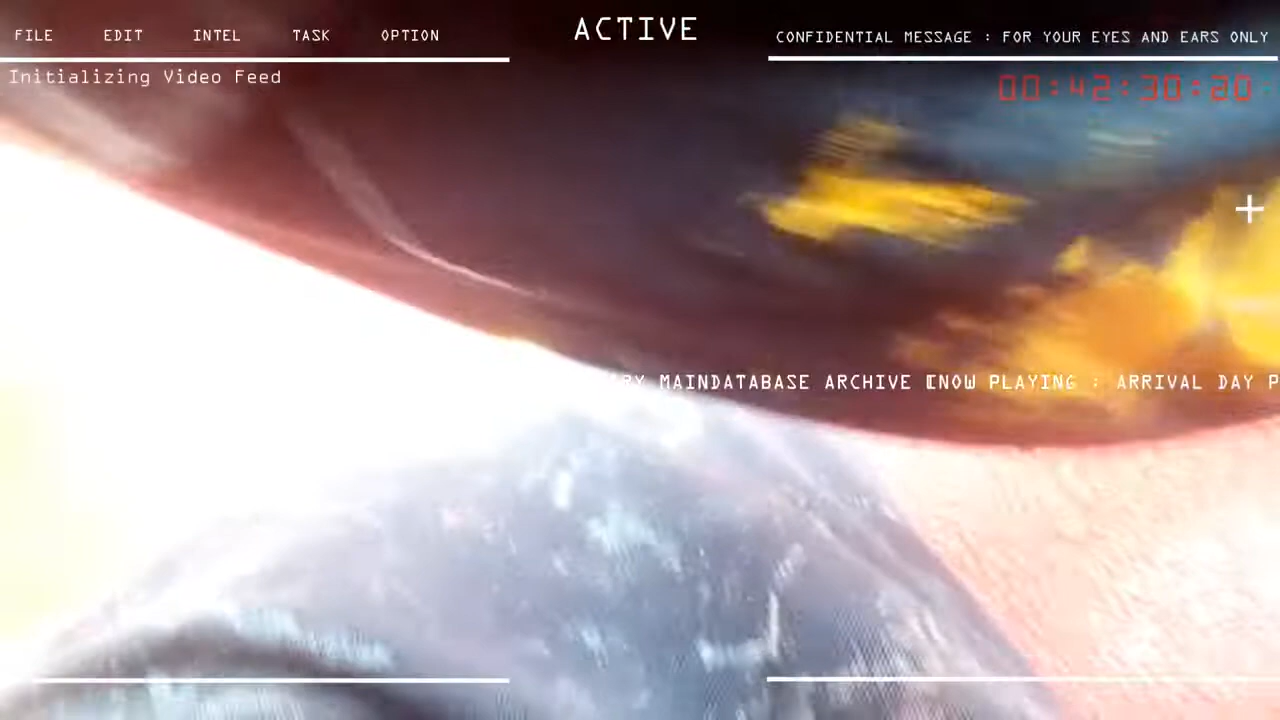 FILE EDIT INTEL TASK OPTION
ACTIVE
CONFIDENTIAL MESSAGE : FOR YOUR EYES AND EARS ONLY
Initializing Video Feed
00:42:30:20
MAINDATABASE ARCHIVE [NOW PLAYING : ARRIVAL DAY P